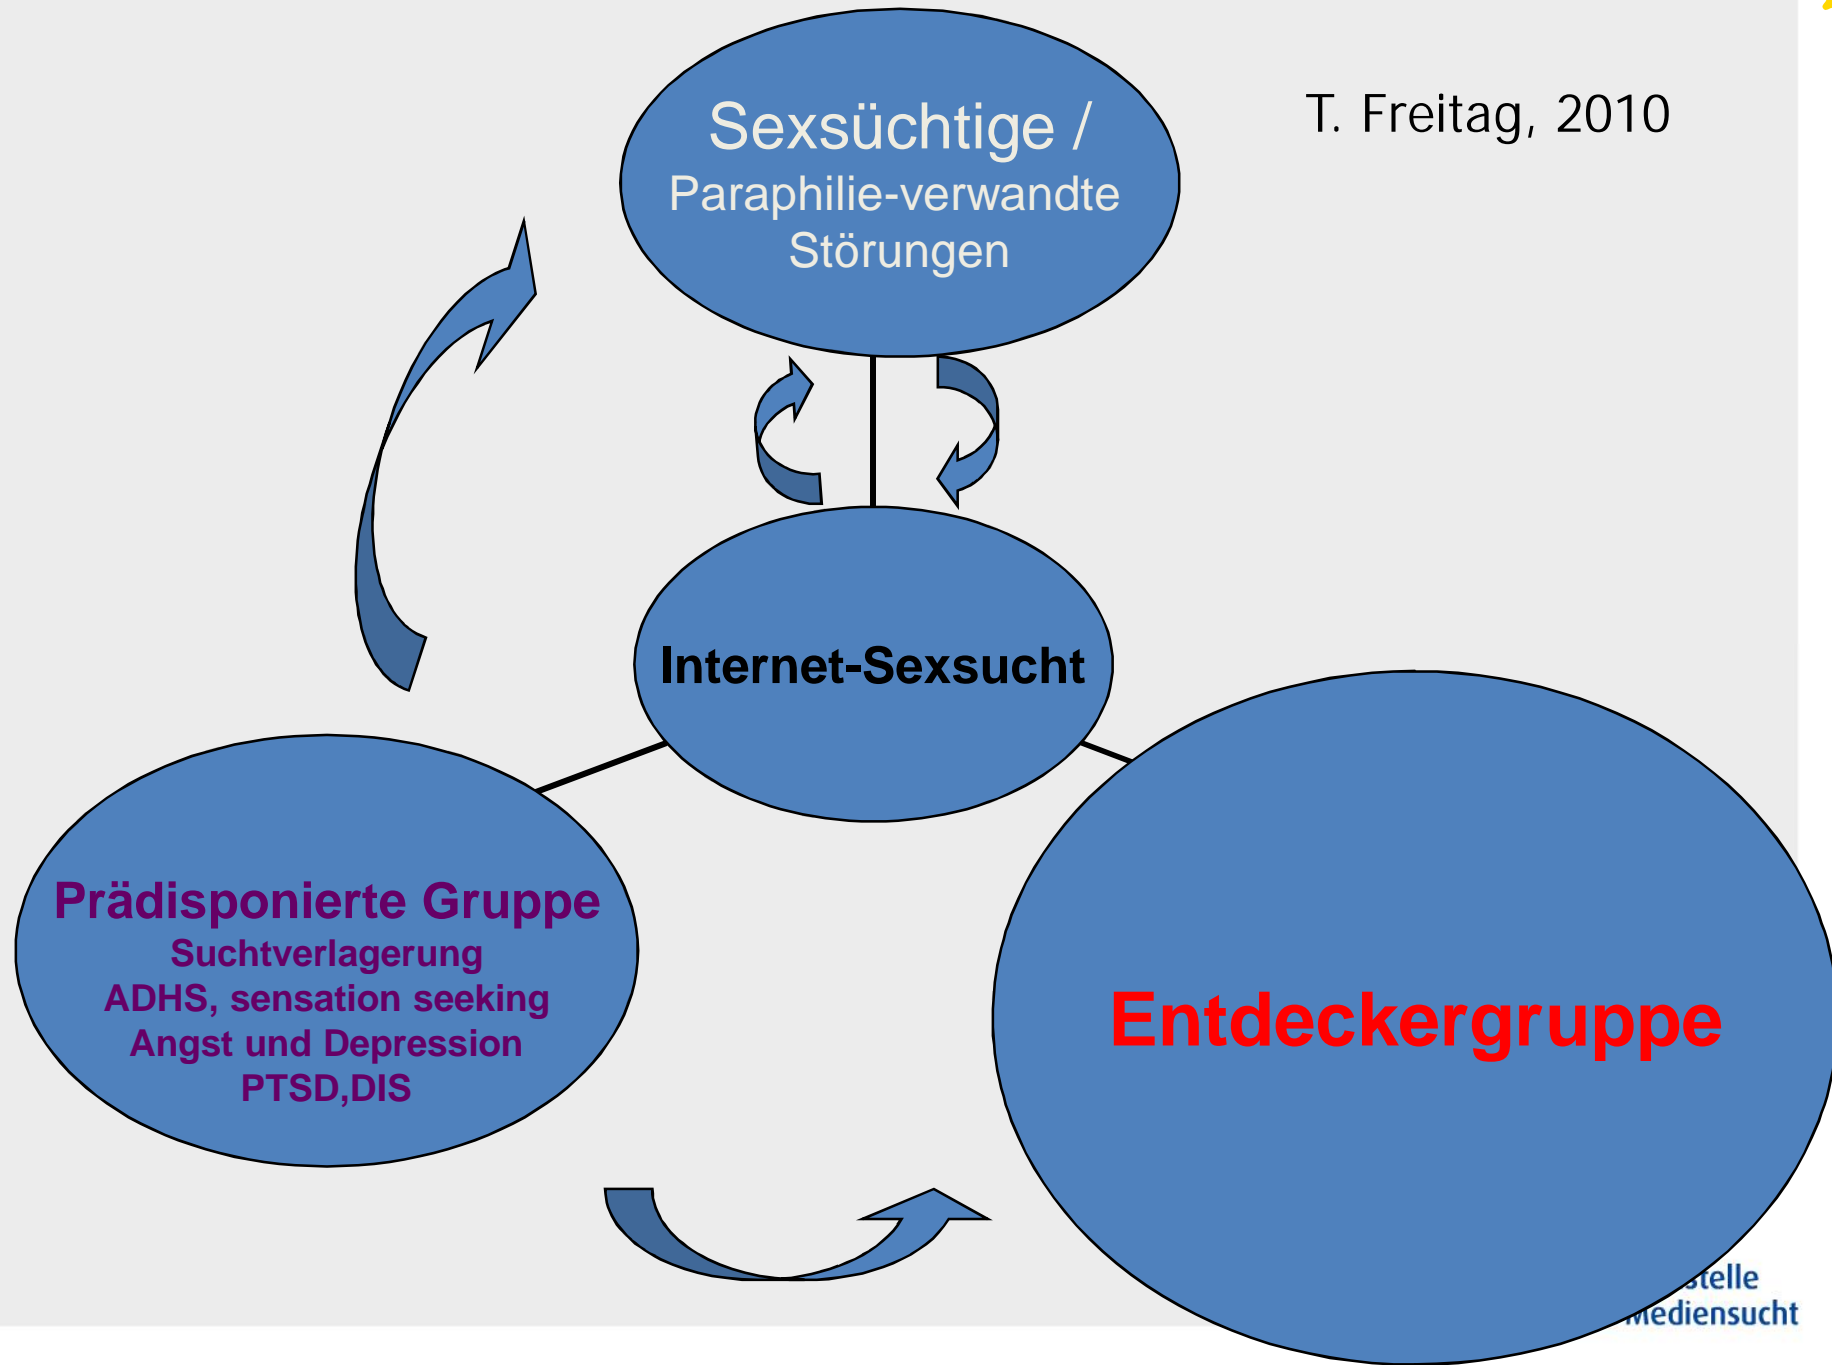 Sexsüchtige /
Paraphilie-verwandte
Störungen
T. Freitag, 2010
Internet-Sexsucht
Prädisponierte Gruppe
Suchtverlagerung
ADHS, sensation seeking
Angst und Depression
PTSD,DIS
Entdeckergruppe
Mediensucht